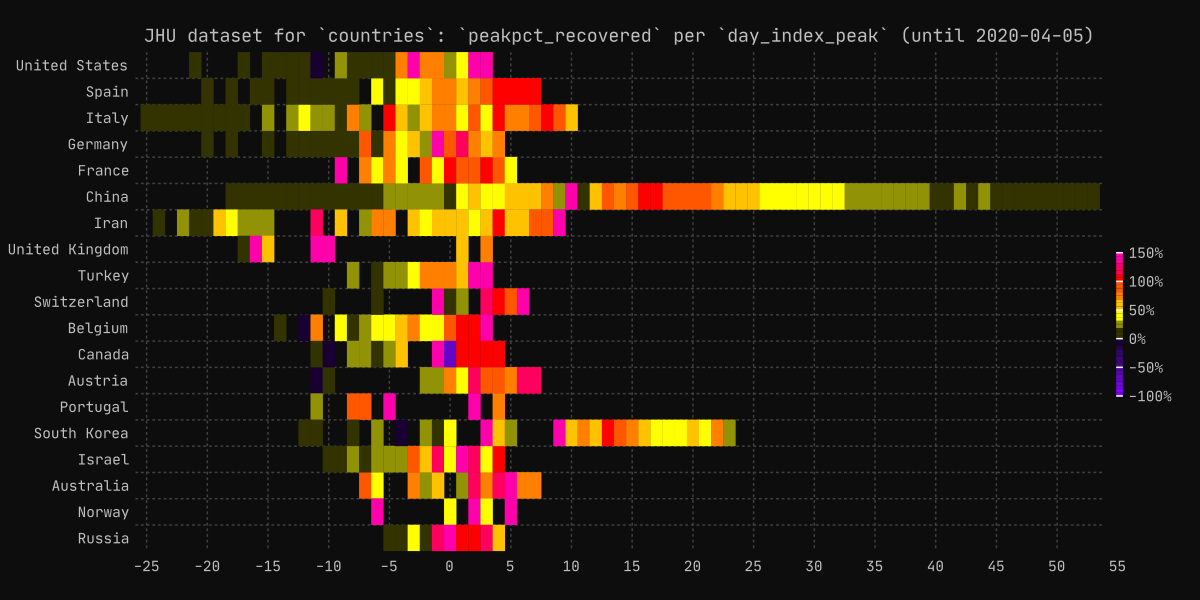 JHU dataset for `countries`: `peakpct_recovered` per `day_index_peak` (until 2020-04-05)
United States
Spain
Italy
Germany
France
China
Iran
United Kingdom
Turkey
Switzerland
Belgium
Canada
Austria
Portugal
South Korea
Israel
Australia
Norway
Russia
150%
100%
50%
0%
−50%
−100%
−25 −20 −15 −10 −5 0 5 10 15 20 25 30 35 40 45 50 55